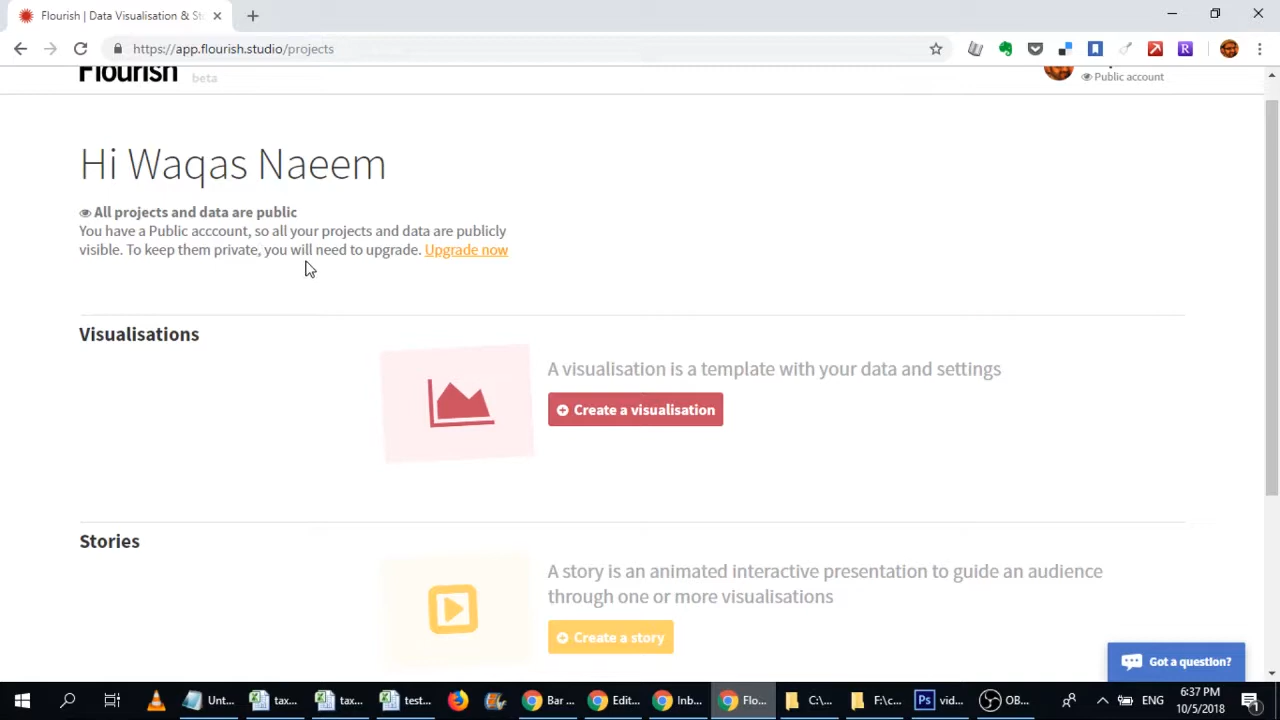 Flourish | Data Visualisation & St
https://app.flourish.studio/projects
Flourish beta
Public account
Hi Waqas Naeem
All projects and data are public
You have a Public acccount, so all your projects and data are publicly
visible. To keep them private, you will need to upgrade. Upgrade now
Visualisations
A visualisation is a template with your data and settings
Create a visualisation
Stories
A story is an animated interactive presentation to guide an audience
through one or more visualisations
Create a story
Got a question?
Unt...
tax...
tax...
test...
Bar ...
Edit...
Inb...
Flo...
C:\...
F:\c...
vid...
OB...
ENG
6:37 PM
10/5/2018
1